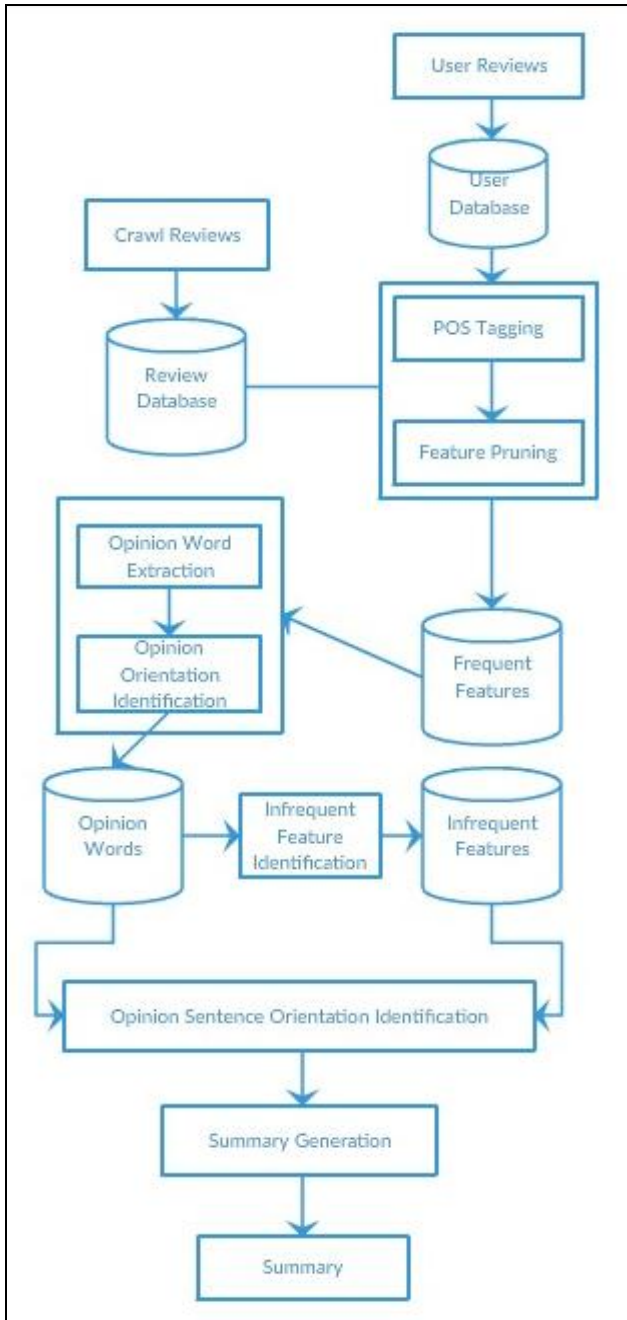 User Reviews
User
Database
Crawl Reviews
POS Tagging
Review
Database
Feature Pruning
Opinion Word
Extraction
Opinion
Orientation
Identification
Frequent
Features
Opinion
Words
Infrequent
Feature
Identification
Infrequent
Features
Opinion Sentence Orientation Identification
Summary Generation
Summary